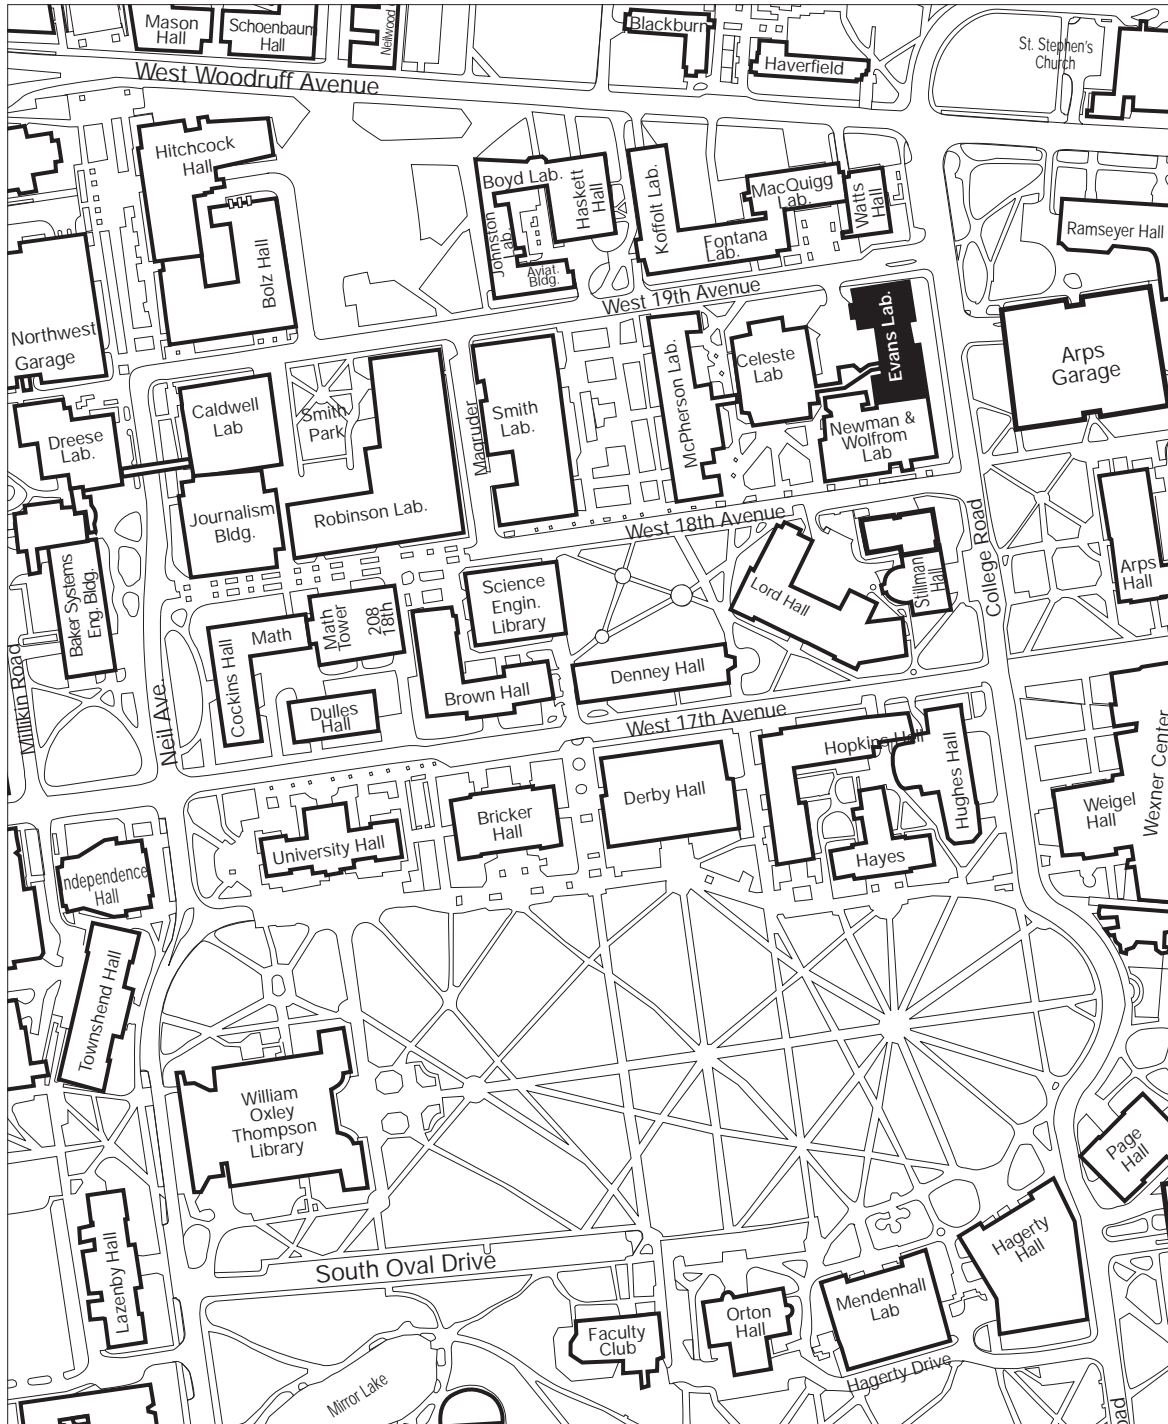 Mason
Hall
Schoenbaum
Hall
Neilwood
Blackburn
Haverfield
St. Stephen's
Church
West Woodruff Avenue
Hitchcock
Hall
Boyd Lab.
Haskett
Hall
Johnston
Lab.
Aviat.
Bldg.
Koffolt Lab.
MacQuigg
Lab.
Watts
Hall
Fontana
Lab.
Ramseyer Hall
Bolz Hall
West 19th Avenue
Northwest
Garage
Evans Lab.
Arps
Garage
McPherson Lab.
Celeste
Lab
Caldwell
Lab
Smith
Park
Magruder
Smith
Lab.
Newman &
Wolfrom
Lab
Dreese
Lab.
Journalism
Bldg.
Robinson Lab.
West 18th Avenue
College Road
Baker Systems
Eng. Bldg.
Science
Engin.
Library
Lord Hall
Stillman
Hall
Arps
Hall
Math
Math
Tower
208
18th
Cockins Hall
Dulles
Hall
Brown Hall
Denney Hall
Millikin Road
Neil Ave.
West 17th Avenue
Hopkins Hall
Hughes Hall
Derby Hall
Bricker
Hall
University Hall
Hayes
Weigel
Hall
Wexner Center
Independence
Hall
Townshend Hall
William
Oxley
Thompson
Library
Page
Hall
Lazenby Hall
South Oval Drive
Hagerty
Hall
Mendenhall
Lab
Orton
Hall
Faculty
Club
Hagerty Drive
Mirror Lake
oad